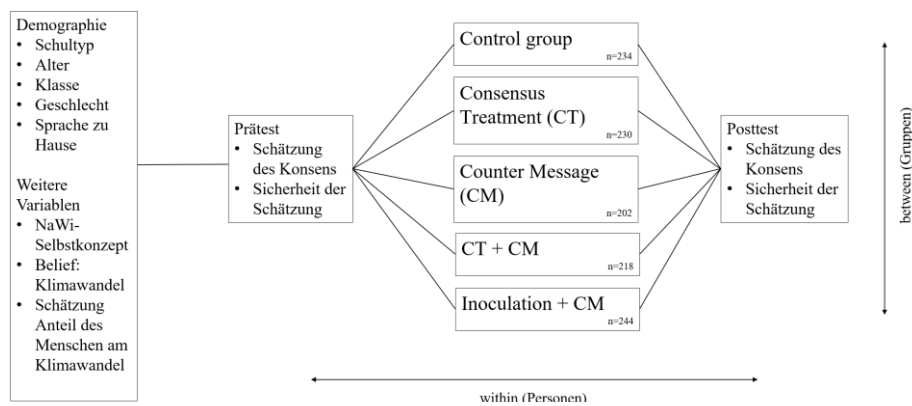 Demographie
• Schultyp
• Alter
• Klasse
• Geschlecht
• Sprache zu
Hause
Weitere
Variablen
• NaWi-
Selbstkonzept
• Belief:
Klimawandel
• Schätzung
Anteil des
Menschen am
Klimawandel
Prätest
• Schätzung
des Konsens
• Sicherheit der
Schätzung
Control group
n=234
Consensus
Treatment (CT)
n=230
Counter Message
(CM)
n=202
CT + CM
n=218
Inoculation + CM
n=244
Posttest
• Schätzung des
Konsens
• Sicherheit der
Schätzung
between (Gruppen)
within (Personen)